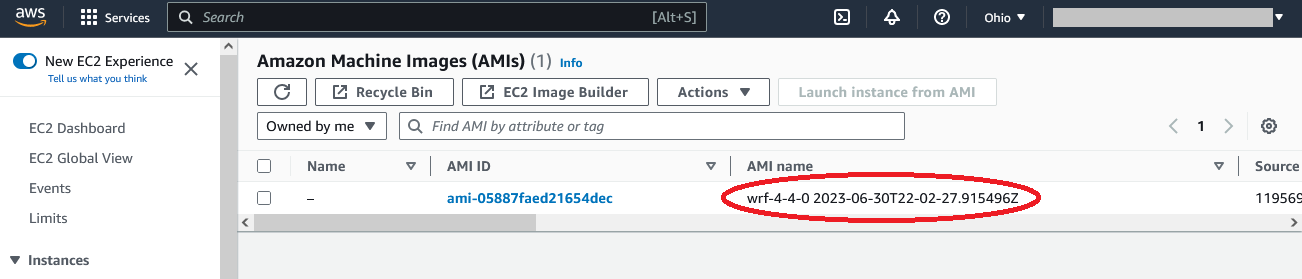 aws Services Search [Alt+S] Ohio
New EC2 Experience
Tell us what you think
EC2 Dashboard
EC2 Global View
Events
Limits
Instances
Amazon Machine Images (AMIs) (1) Info
Recycle Bin EC2 Image Builder Actions Launch instance from AMI
Owned by me Find AMI by attribute or tag 1
Name AMI ID AMI name Source
– ami-05887faed21654dec wrf-4-4-0 2023-06-30T22-02-27.915496Z 119569